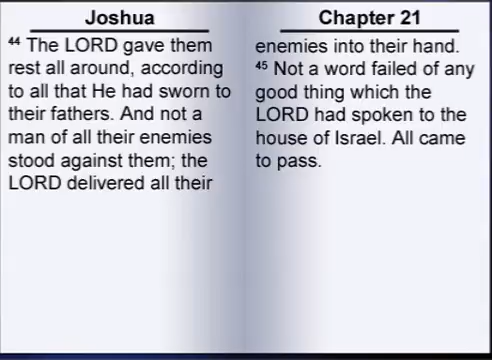 Joshua
44 The LORD gave them
rest all around, according
to all that He had sworn to
their fathers. And not a
man of all their enemies
stood against them; the
LORD delivered all their
Chapter 21
enemies into their hand.
45 Not a word failed of any
good thing which the
LORD had spoken to the
house of Israel. All came
to pass.